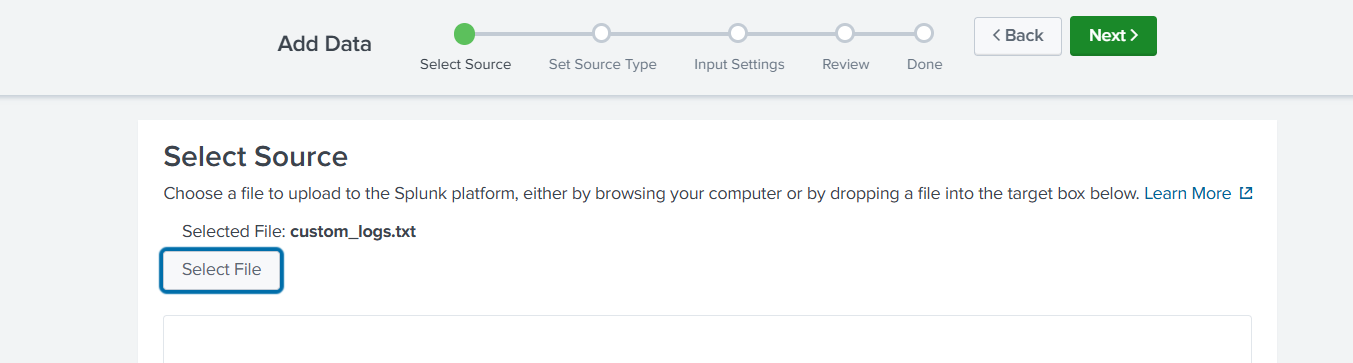 Add Data
Select Source
Set Source Type
Input Settings
Review
Done
< Back
Next >
Select Source
Choose a file to upload to the Splunk platform, either by browsing your computer or by dropping a file into the target box below. Learn More
Selected File: custom_logs.txt
Select File